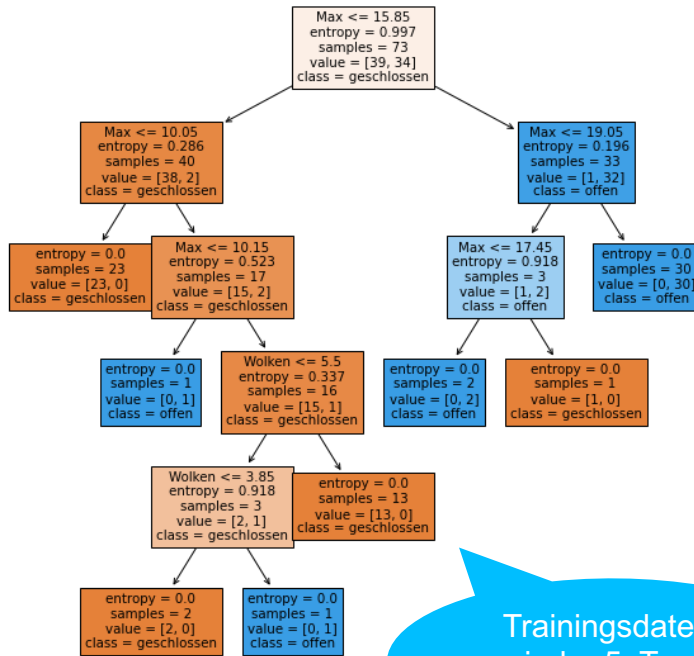 Max <= 15.85
entropy = 0.997
samples = 73
value = [39, 34]
class = geschlossen
Max <= 10.05
entropy = 0.286
samples = 40
value = [38, 2]
class = geschlossen
Max <= 19.05
entropy = 0.196
samples = 33
value = [1, 32]
class = offen
entropy = 0.0
samples = 23
value = [23, 0]
class = geschlossen
Max <= 10.15
entropy = 0.523
samples = 17
value = [15, 2]
class = geschlossen
Max <= 17.45
entropy = 0.918
samples = 3
value = [1, 2]
class = offen
entropy = 0.0
samples = 30
value = [0, 30]
class = offen
entropy = 0.0
samples = 1
value = [0, 1]
class = offen
Wolken <= 5.5
entropy = 0.337
samples = 16
value = [15, 1]
class = geschlossen
entropy = 0.0
samples = 2
value = [0, 2]
class = offen
entropy = 0.0
samples = 1
value = [1, 0]
class = geschlossen
Wolken <= 3.85
entropy = 0.918
samples = 3
value = [2, 1]
class = geschlossen
entropy = 0.0
samples = 13
value = [13, 0]
class = geschlossen
entropy = 0.0
samples = 2
value = [2, 0]
class = geschlossen
entropy = 0.0
samples = 1
value = [0, 1]
class = offen
Trainingsdate